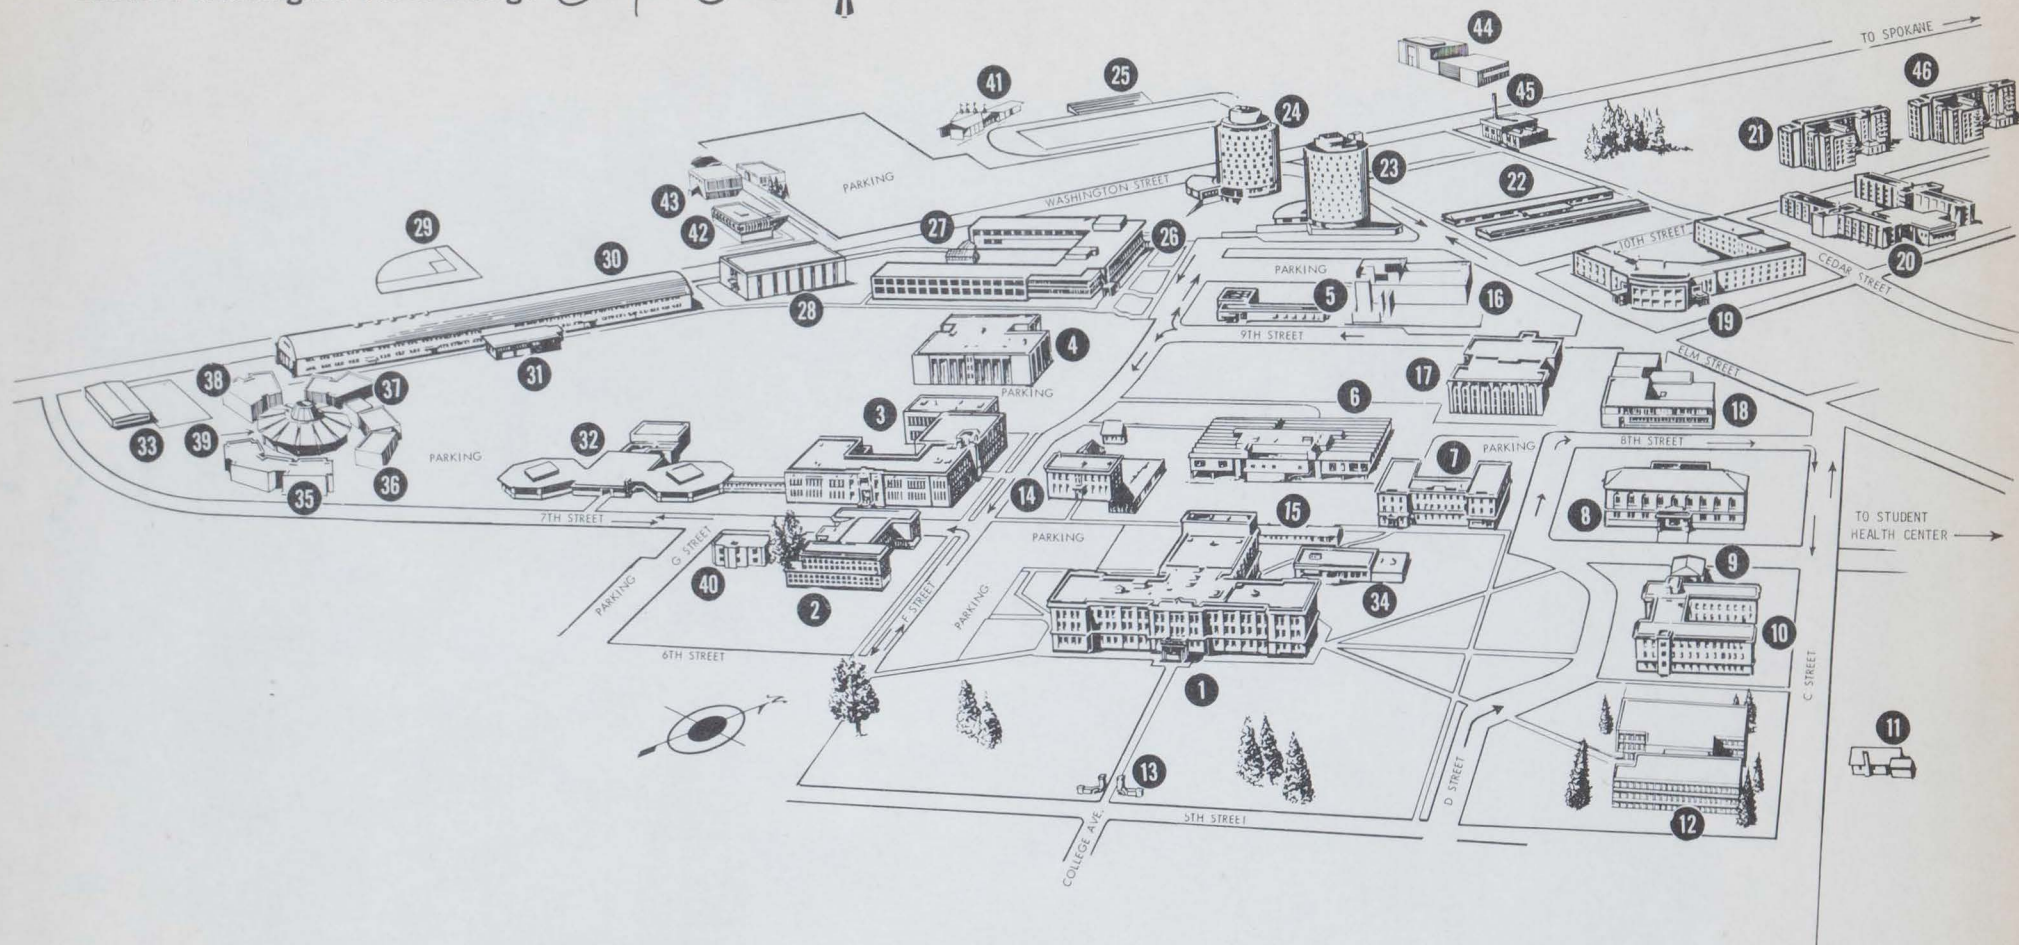 44
TO SPOKANE
46
41
25
45
24
21
23
43
PARKING
WASHINGTON STREET
22
42
29
27
26
10TH STREET
30
20
CEDAR STREET
PARKING
5
16
28
19
9TH STREET
4
ELM STREET
31
17
38
37
PARKING
6
18
3
33
39
32
8TH STREET
PARKING
PARKING
7
36
35
14
8
15
7TH STREET
TO STUDENT
HEALTH CENTER
PARKING
G STREET
9
40
2
34
PARKING
F STREET
PARKING
10
6TH STREET
C STREET
1
N
11
13
D STREET
12
5TH STREET
COLLEGE AVE.